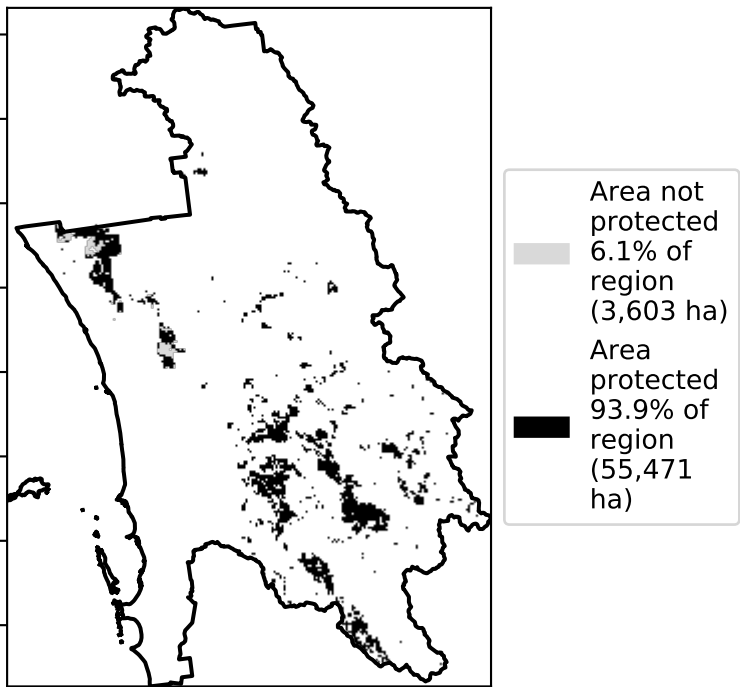 Area not
protected
6.1% of
region
(3,603 ha)
Area
protected
93.9% of
region
(55,471
ha)